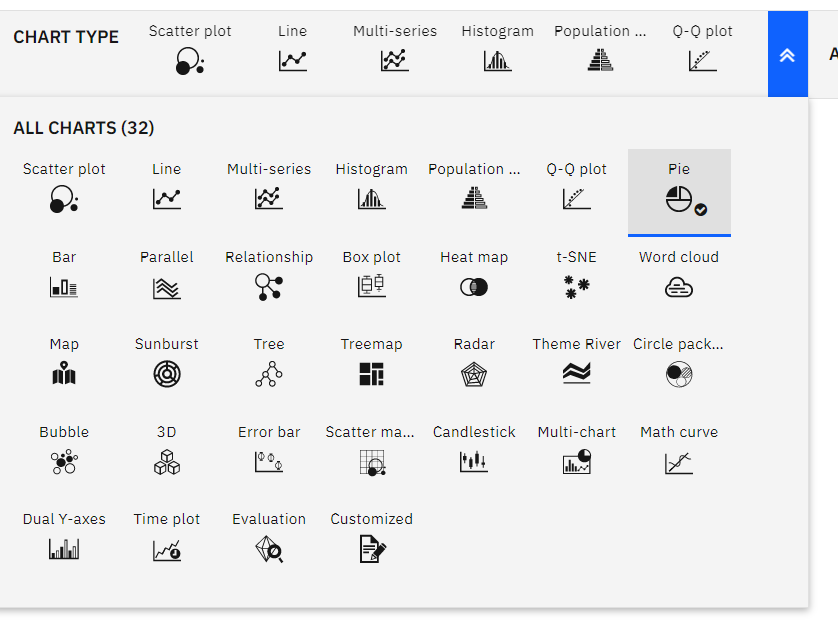 CHART TYPE
Scatter plot Line Multi-series Histogram Population ... Q-Q plot
A
ALL CHARTS (32)
Scatter plot Line Multi-series Histogram Population ... Q-Q plot Pie
Bar Parallel Relationship Box plot Heat map t-SNE Word cloud
Map Sunburst Tree Treemap Radar Theme River Circle pack...
Bubble 3D Error bar Scatter ma... Candlestick Multi-chart Math curve
Dual Y-axes Time plot Evaluation Customized